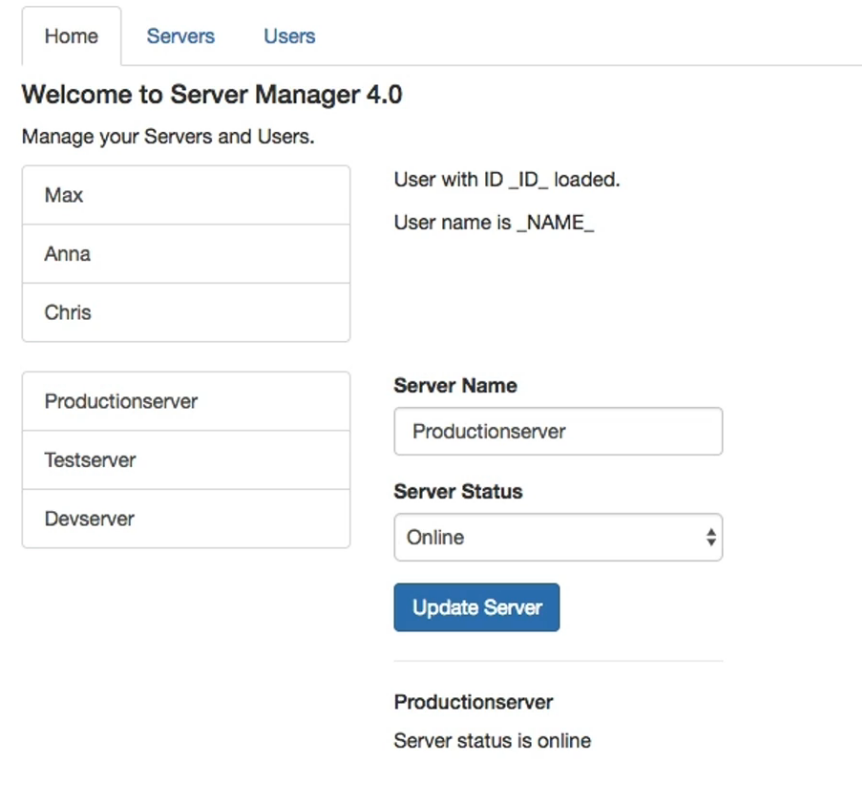 Home Servers Users
Welcome to Server Manager 4.0
Manage your Servers and Users.
Max
Anna
Chris
User with ID _ID_ loaded.
User name is _NAME_
Productionserver
Testserver
Devserver
Server Name
Productionserver
Server Status
Online
Update Server
Productionserver
Server status is online